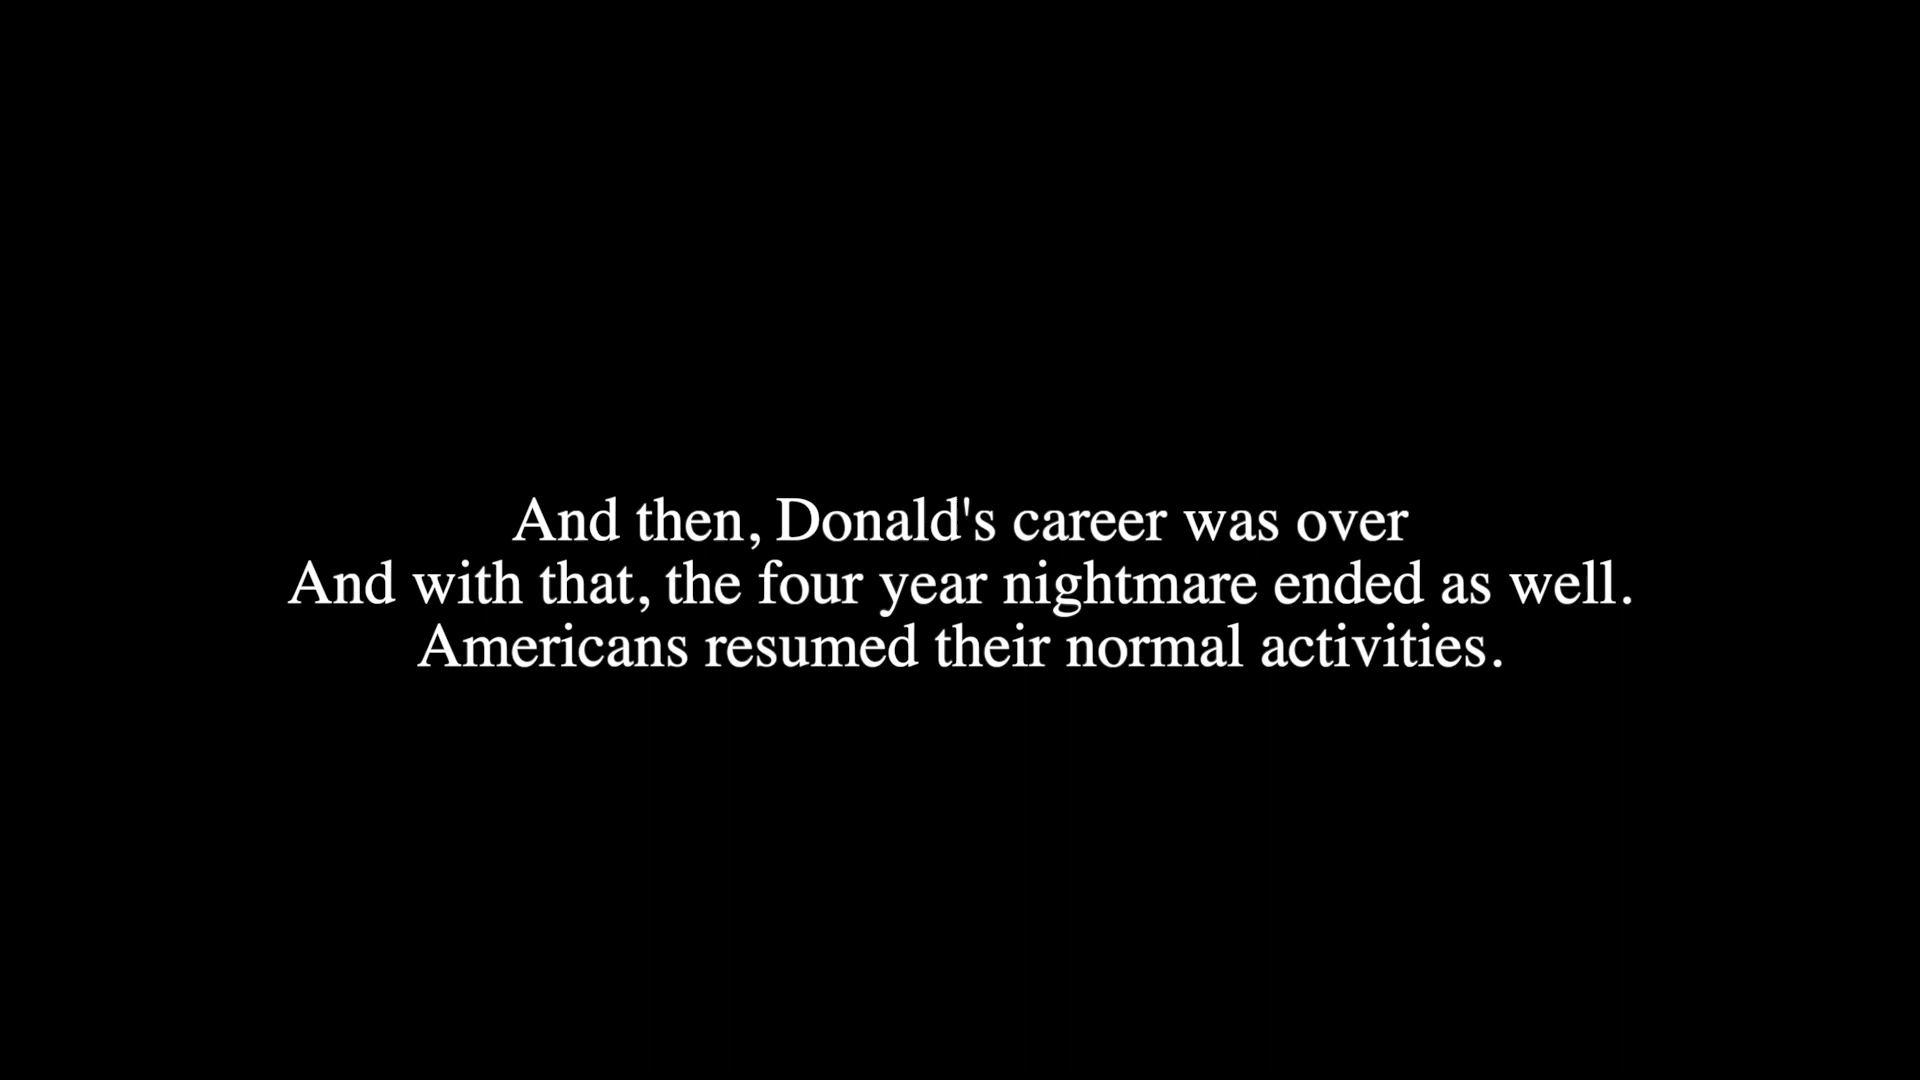 And then, Donald's career was over
And with that, the four year nightmare ended as well.
Americans resumed their normal activities.